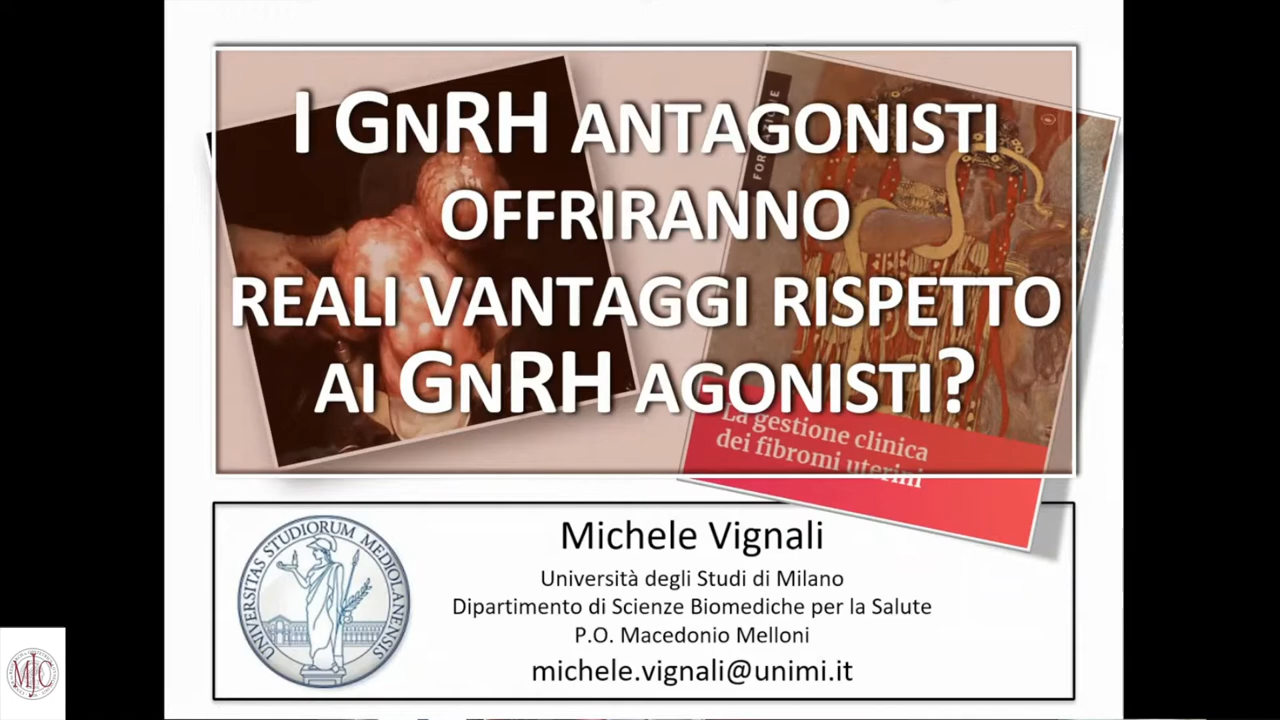 I GNRH ANTAGONISTI
OFFRIRANNO
REALI VANTAGGI RISPETTO
AI GNRH AGONISTI?
FORMAZIONE
La gestione clinica
dei fibromi uterini
UNIVERSITAS STUDIORUM MEDIOLANENSIS
Michele Vignali
Università degli Studi di Milano
Dipartimento di Scienze Biomediche per la Salute
P.O. Macedonio Melloni
michele.vignali@unimi.it
MJC